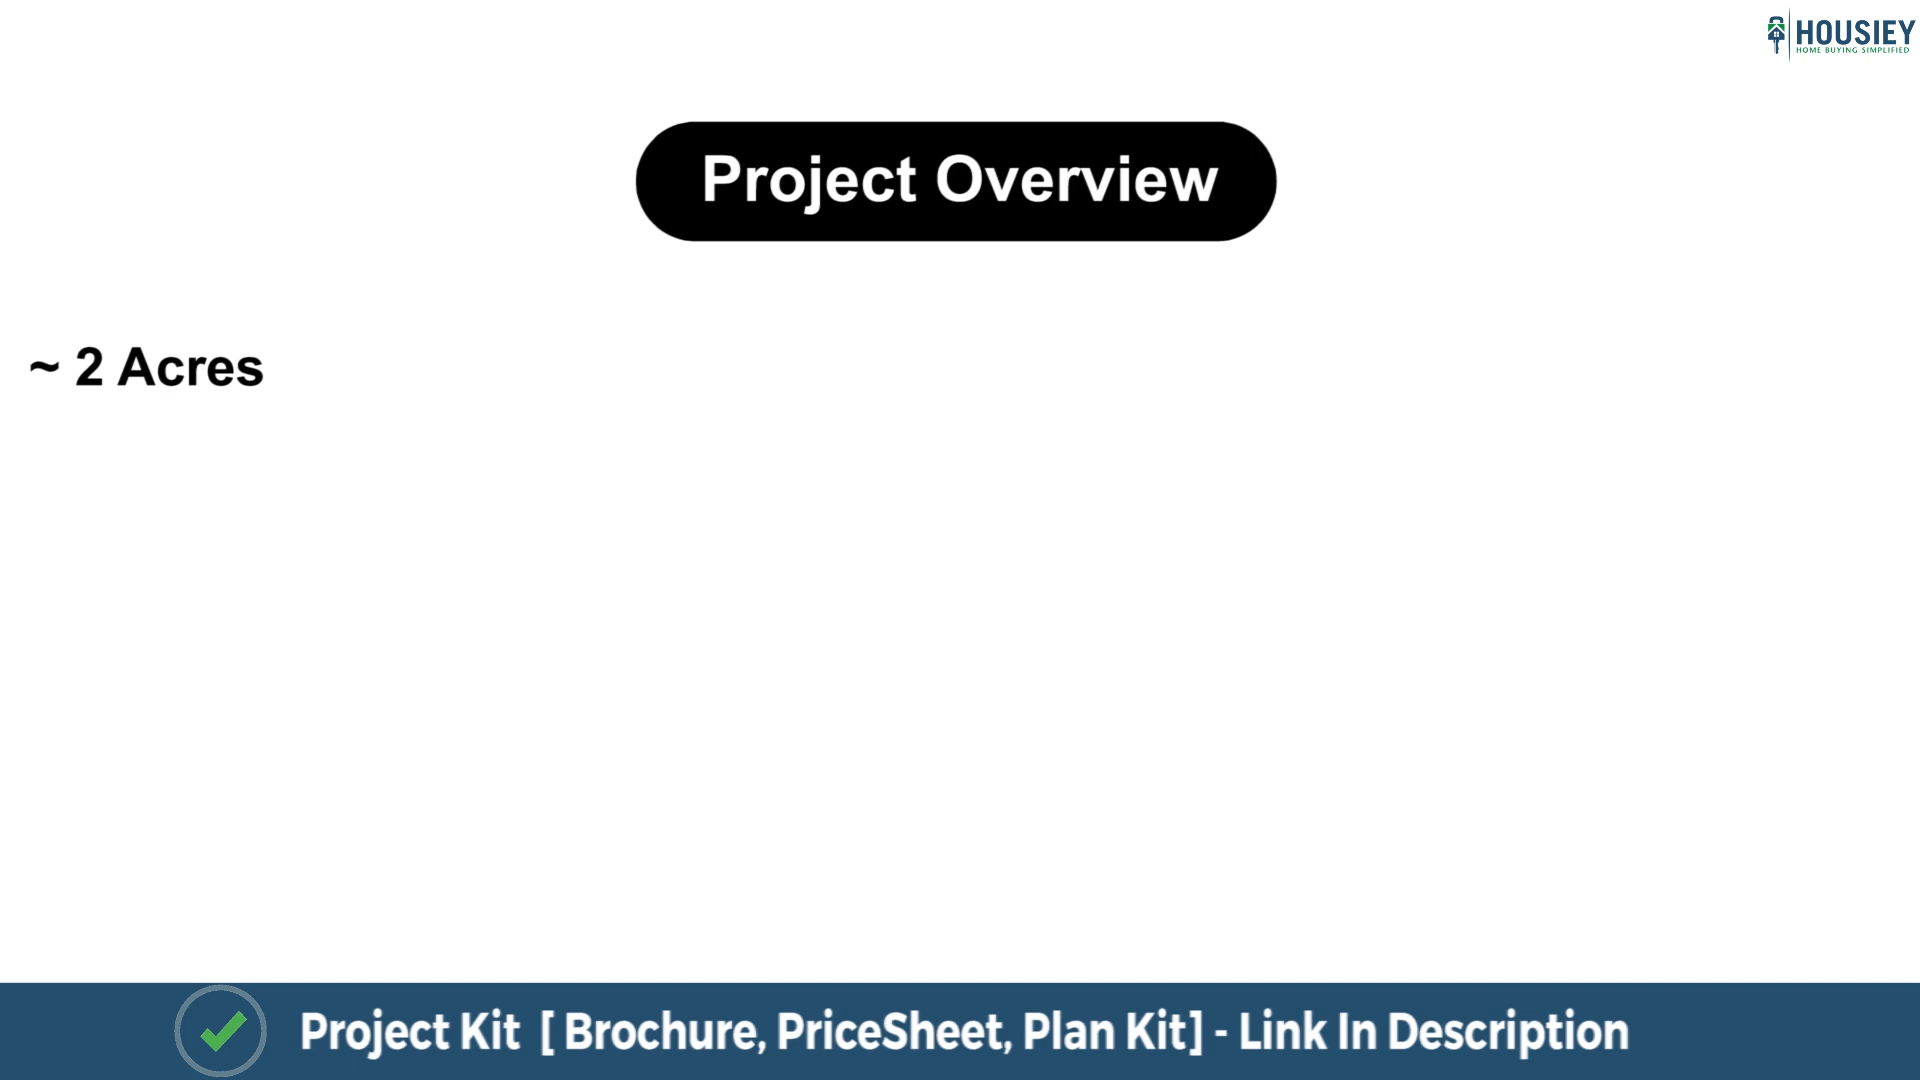 HOUSIEY
HOME BUYING SIMPLIFIED
Project Overview
~ 2 Acres
Project Kit [ Brochure, PriceSheet, Plan Kit] - Link In Description